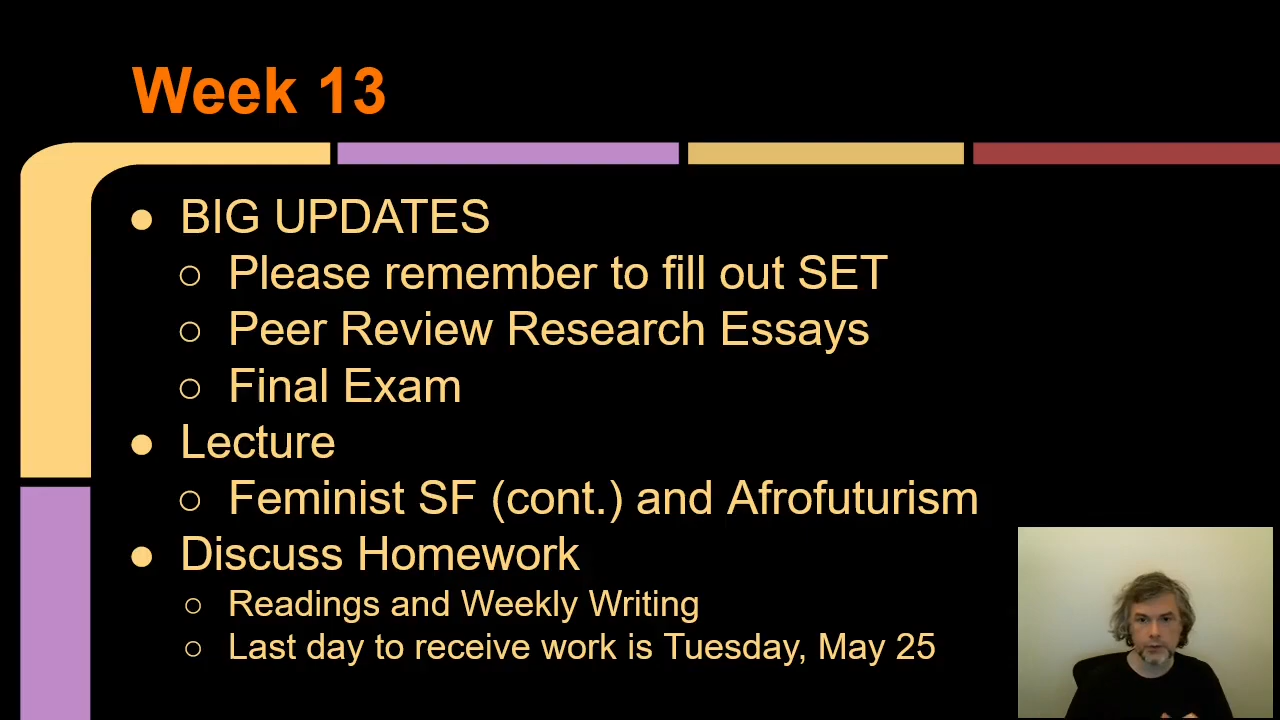 Week 13
● BIG UPDATES
○ Please remember to fill out SET
○ Peer Review Research Essays
○ Final Exam
● Lecture
○ Feminist SF (cont.) and Afrofuturism
● Discuss Homework
○ Readings and Weekly Writing
○ Last day to receive work is Tuesday, May 25